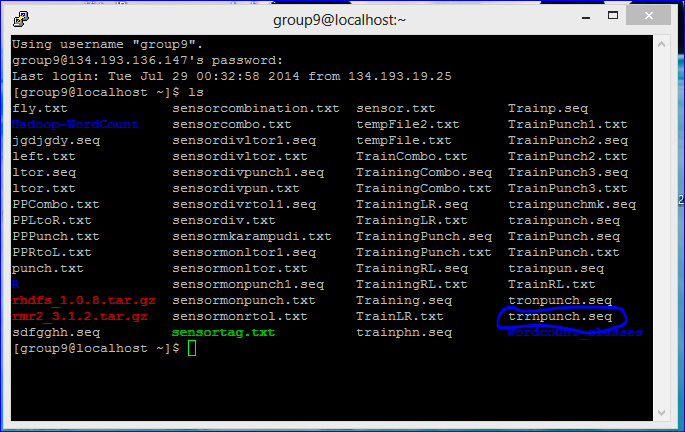 group9@localhost:~
Using username "group9".
group9@134.193.136.147's password:
Last login: Tue Jul 29 00:32:58 2014 from 134.193.19.25
[group9@localhost ~]$ ls
fly.txt sensorcombination.txt sensor.txt Trainp.seq
Hadoop-WordCount sensorcombo.txt tempFile2.txt TrainPunch1.txt
jgdjgdy.seq sensordivltor1.seq tempFile.txt TrainPunch2.seq
left.txt sensordivltor.txt TrainCombo.txt TrainPunch2.txt
ltor.seq sensordivpunch1.seq TrainingCombo.seq TrainPunch3.seq
ltor.txt sensordivpun.txt TrainingCombo.txt TrainPunch3.txt
PPCombo.txt sensordivrtol1.seq TrainingLR.seq trainpunchmk.seq
PPLtoR.txt sensordiv.txt TrainingLR.txt trainpunch.seq
PPPunch.txt sensormkarampudi.txt TrainingPunch.seq TrainPunch.txt
PPRtoL.txt sensormonltor1.seq TrainingPunch.txt trainpunch.seq
punch.txt sensormonltor.txt TrainingRL.seq trainpun.seq
R sensormonpunch1.seq TrainingRL.txt TrainRL.txt
rhdfs_1.0.8.tar.gz sensormonpunch.txt Training.seq tronpunch.seq
rmr2_3.1.2.tar.gz sensormonrtol.txt TrainLR.txt trrnpunch.seq
sdfgghh.seq sensortag.txt trainphn.seq wordcount_classes
[group9@localhost ~]$